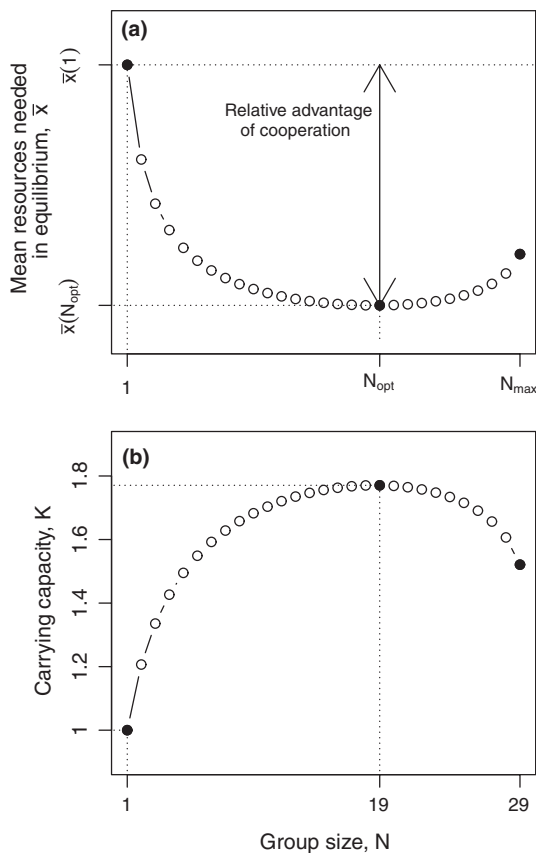 (a)
Mean resources needed
in equilibrium, x̅
x̅(1)
x̅(Nopt)
Relative advantage
of cooperation
1
Nopt
Nmax
(b)
Carrying capacity, K
1.8
1.6
1.4
1.2
1
1
19
29
Group size, N